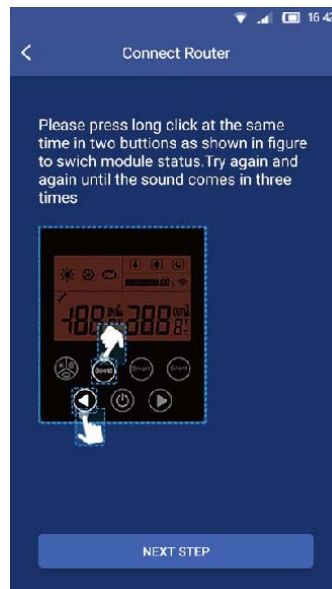 16 42
Connect Router
Please press long click at the same
time in two buttions as shown in figure
to swich module status.Try again and
again until the sound comes in three
times
Boost Smart Silent
NEXT STEP